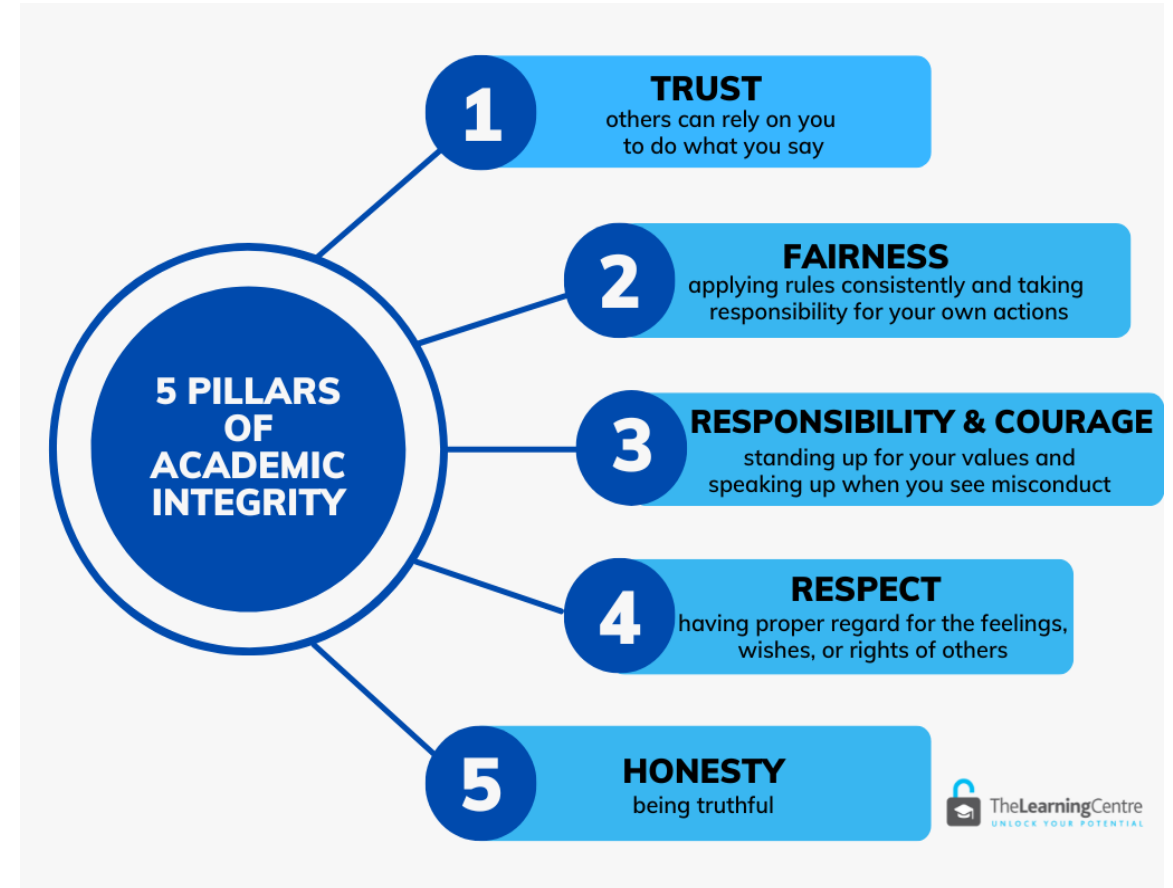 5 PILLARS
OF
ACADEMIC
INTEGRITY
1
TRUST
others can rely on you
to do what you say
2
FAIRNESS
applying rules consistently and taking
responsibility for your own actions
3
RESPONSIBILITY & COURAGE
standing up for your values and
speaking up when you see misconduct
4
RESPECT
having proper regard for the feelings,
wishes, or rights of others
5
HONESTY
being truthful
TheLearningCentre
UNLOCK YOUR POTENTIAL